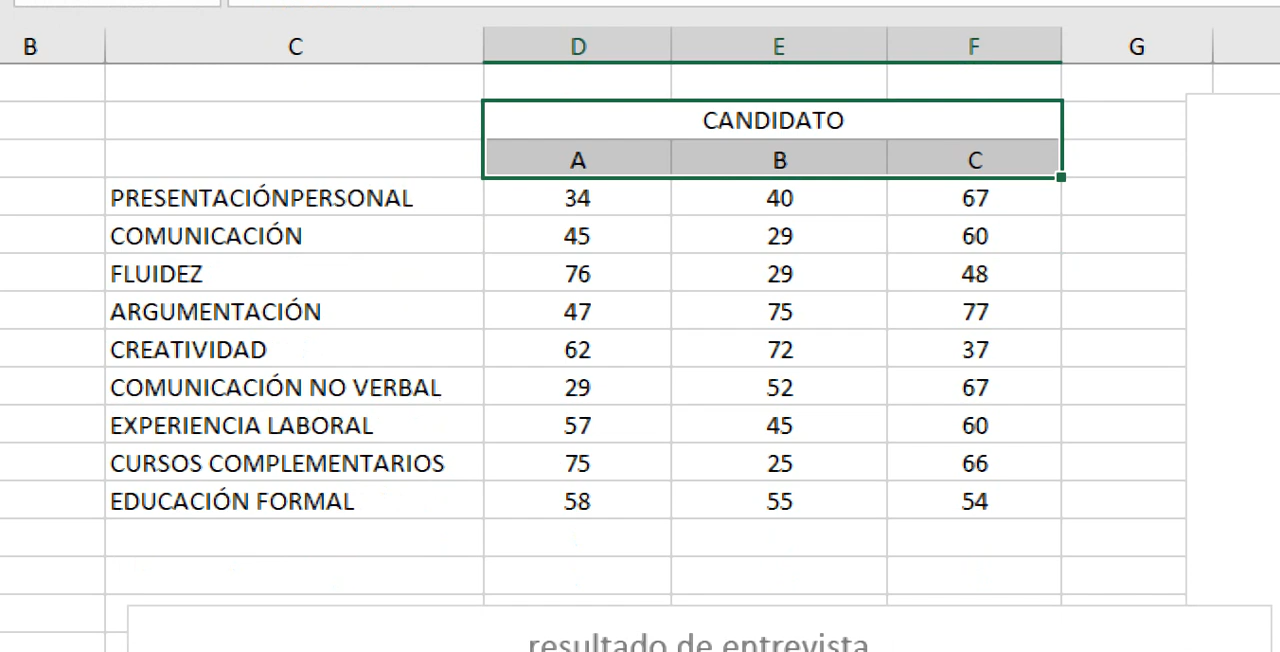 B C D E F G
CANDIDATO
A B C
PRESENTACIÓNPERSONAL 34 40 67
COMUNICACIÓN 45 29 60
FLUIDEZ 76 29 48
ARGUMENTACIÓN 47 75 77
CREATIVIDAD 62 72 37
COMUNICACIÓN NO VERBAL 29 52 67
EXPERIENCIA LABORAL 57 45 60
CURSOS COMPLEMENTARIOS 75 25 66
EDUCACIÓN FORMAL 58 55 54
resultado de entrevista